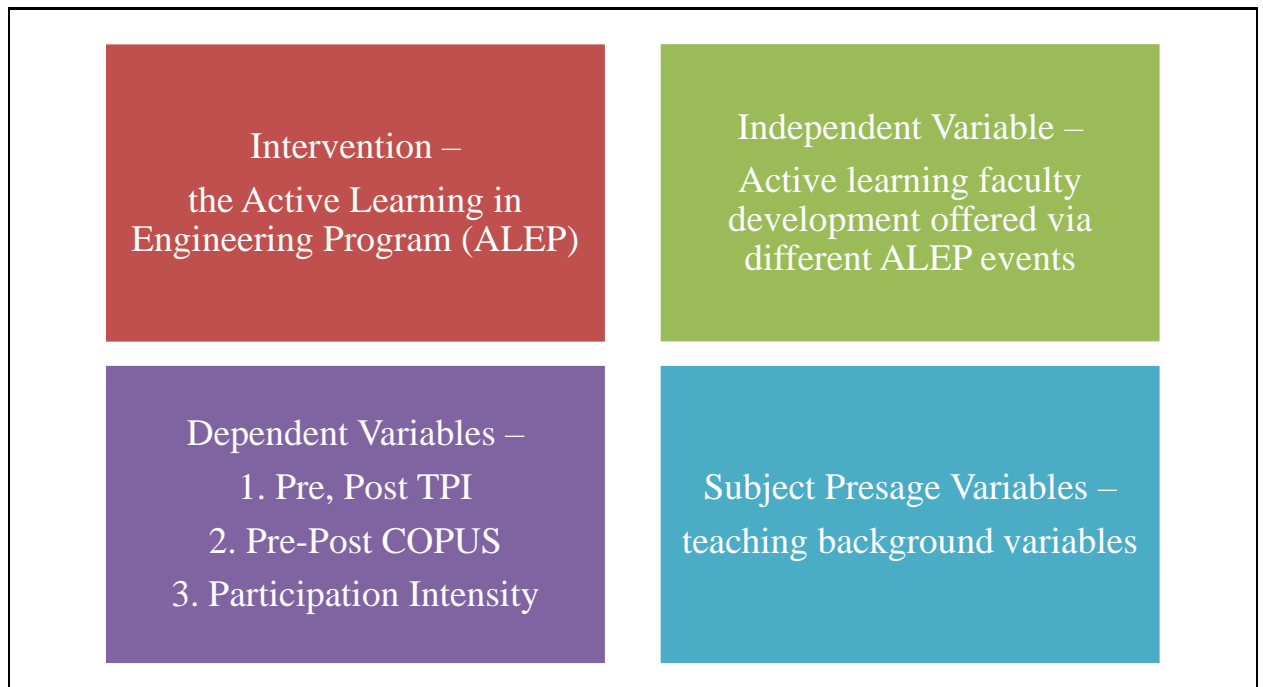 Intervention –
the Active Learning in
Engineering Program (ALEP)
Independent Variable –
Active learning faculty
development offered via
different ALEP events
Dependent Variables –
1. Pre, Post TPI
2. Pre-Post COPUS
3. Participation Intensity
Subject Presage Variables –
teaching background variables